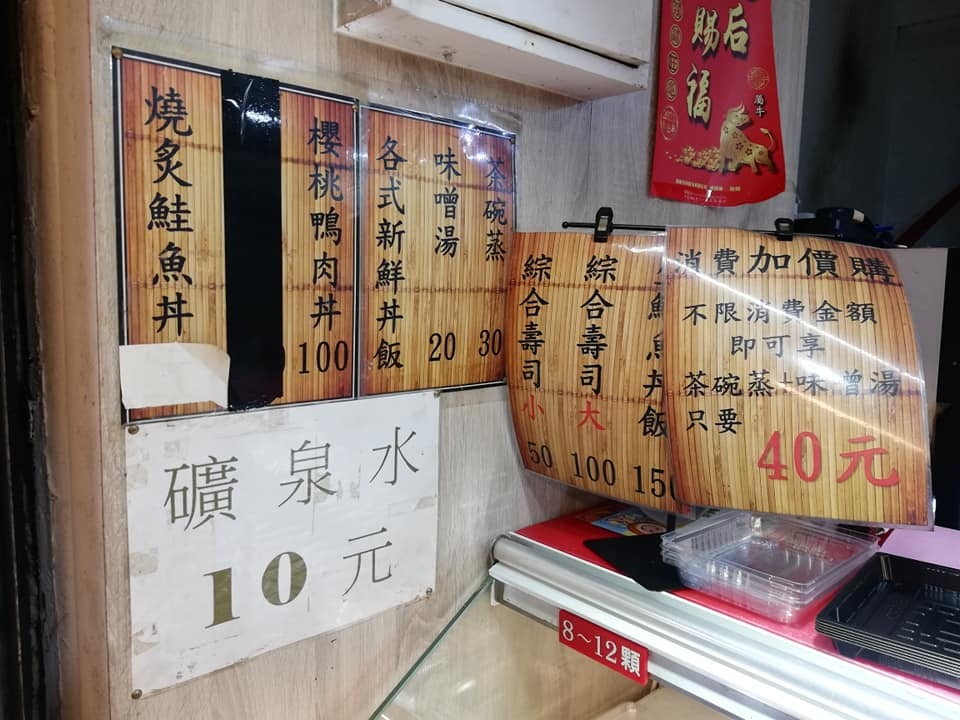 茶碗蒸 30
味噌湯 20
各式新鮮丼飯
櫻桃鴨肉丼 100
燒炙鮭魚丼
礦泉水
10元
賜福
后
屬牛
消費加價購
不限消費金額
即可享
茶碗蒸+味噌湯
只要
40元
魚丼飯 150
綜合壽司大 100
綜合壽司小 50
8~12顆